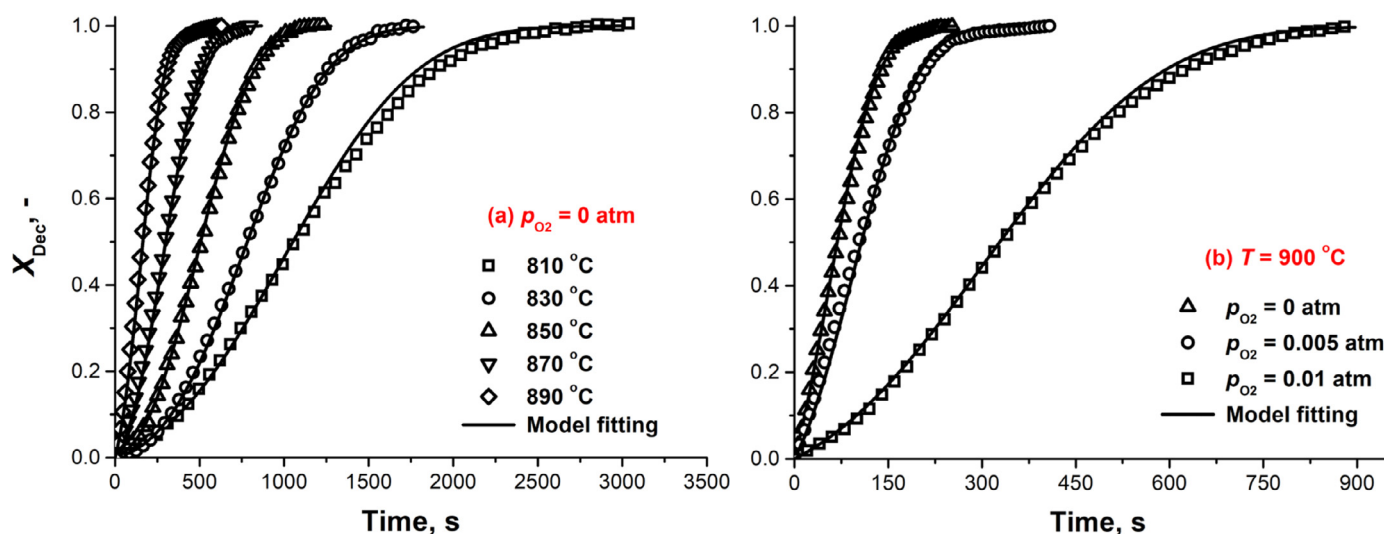 X_Dec, -
1.0
0.8
0.6
0.4
0.2
0.0
(a) p_O2 = 0 atm
810 °C
830 °C
850 °C
870 °C
890 °C
Model fitting
0 500 1000 1500 2000 2500 3000 3500
Time, s
1.0
0.8
0.6
0.4
0.2
0.0
(b) T = 900 °C
p_O2 = 0 atm
p_O2 = 0.005 atm
p_O2 = 0.01 atm
Model fitting
0 150 300 450 600 750 900
Time, s